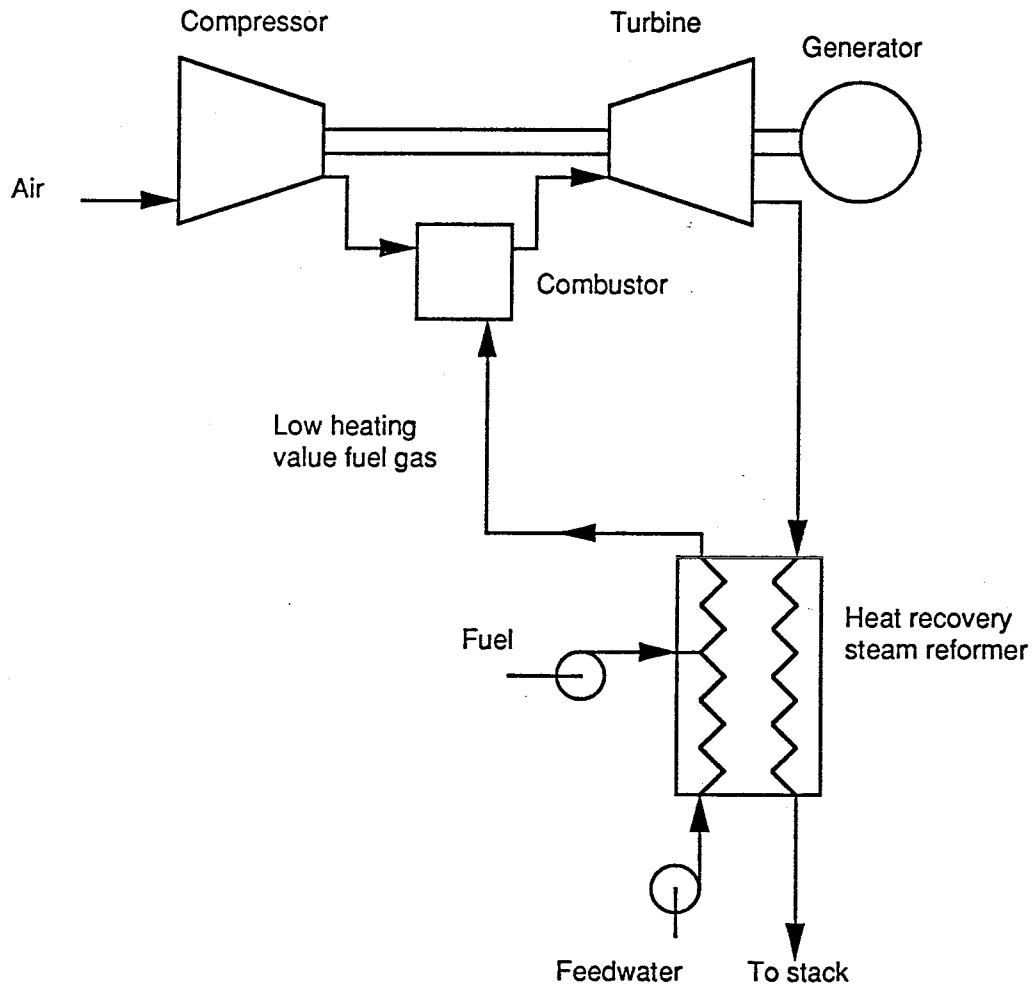 Compressor
Turbine
Generator
Air
Combustor
Low heating
value fuel gas
Heat recovery
steam reformer
Fuel
Feedwater
To stack